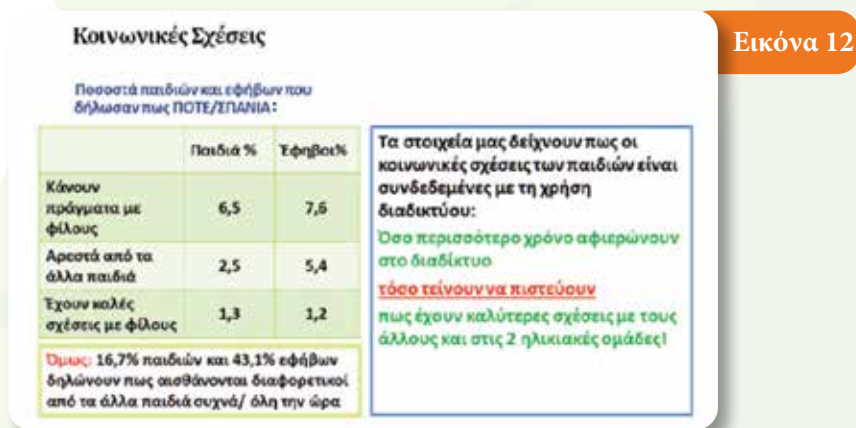 Κοινωνικές Σχέσεις
Εικόνα 12
Ποσοστά παιδιών και εφήβων που
δήλωσαν πως ΠΟΤΕ/ΣΠΑΝΙΑ:
Παιδιά % Έφηβοι%
Κάνουν
πράγματα με
φίλους
6,5 7,6
Αρεστά από τα
άλλα παιδιά
2,5 5,4
Έχουν καλές
σχέσεις με φίλους
1,3 1,2
Όμως: 16,7% παιδιών και 43,1% εφήβων
δηλώνουν πως αισθάνονται διαφορετικοί
από τα άλλα παιδιά συχνά/ όλη την ώρα
Τα στοιχεία μας δείχνουν πως οι
κοινωνικές σχέσεις των παιδιών είναι
συνδεδεμένες με τη χρήση
διαδικτύου:
Όσο περισσότερο χρόνο αφιερώνουν
στο διαδίκτυο
τόσο τείνουν να πιστεύουν
πως έχουν καλύτερες σχέσεις με τους
άλλους και στις 2 ηλικιακές ομάδες!